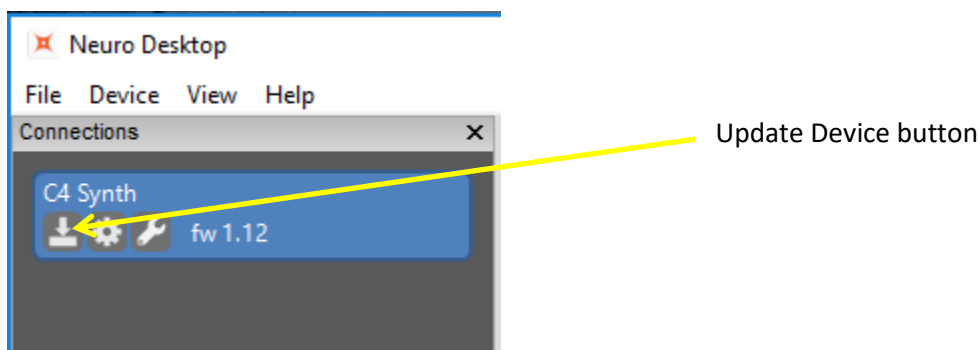 Neuro Desktop
File Device View Help
Connections
Update Device button
C4 Synth
fw 1.12